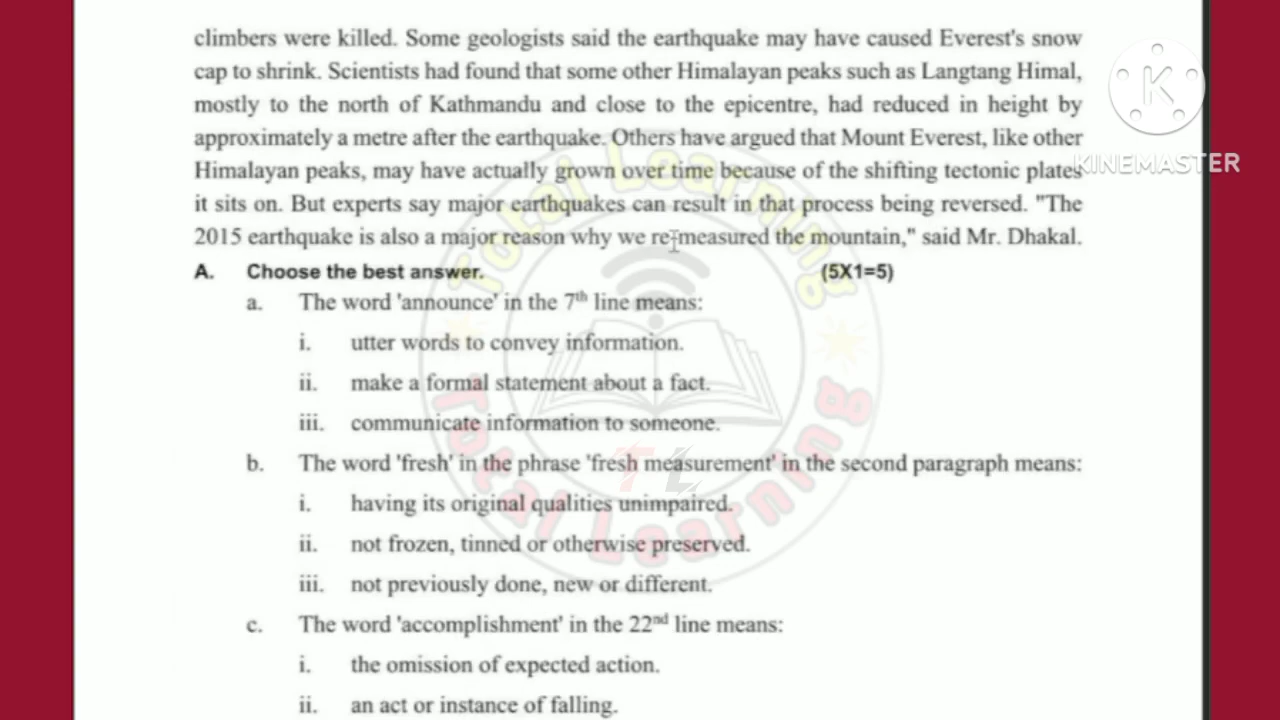 climbers were killed. Some geologists said the earthquake may have caused Everest's snow
cap to shrink. Scientists had found that some other Himalayan peaks such as Langtang Himal,
mostly to the north of Kathmandu and close to the epicentre, had reduced in height by
approximately a metre after the earthquake. Others have argued that Mount Everest, like other
Himalayan peaks, may have actually grown over time because of the shifting tectonic plates
it sits on. But experts say major earthquakes can result in that process being reversed. "The
2015 earthquake is also a major reason why we re-measured the mountain," said Mr. Dhakal.
K
KINEMASTER
A. Choose the best answer. (5X1=5)
a. The word 'announce' in the 7th line means:
i. utter words to convey information.
ii. make a formal statement about a fact.
iii. communicate information to someone.
b. The word 'fresh' in the phrase 'fresh measurement' in the second paragraph means:
i. having its original qualities unimpaired.
ii. not frozen, tinned or otherwise preserved.
iii. not previously done, new or different.
c. The word 'accomplishment' in the 22nd line means:
i. the omission of expected action.
ii. an act or instance of falling.
Total Learning
TL
Total Learning